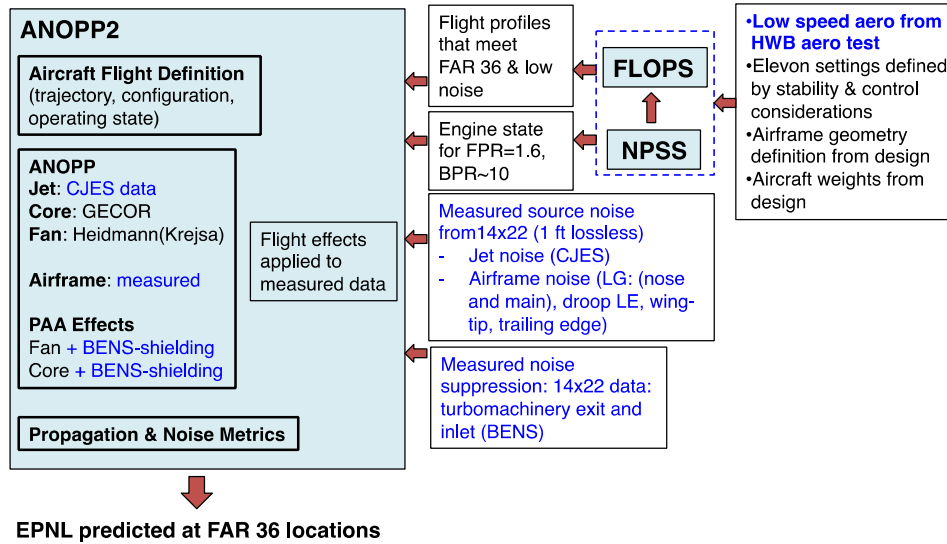 ANOPP2
Aircraft Flight Definition
(trajectory, configuration,
operating state)
ANOPP
Jet: CJES data
Core: GECOR
Fan: Heidmann(Krejsa)
Airframe: measured
PAA Effects
Fan + BENS-shielding
Core + BENS-shielding
Propagation & Noise Metrics
Flight effects
applied to
measured data
Flight profiles
that meet
FAR 36 & low
noise
Engine state
for FPR=1.6,
BPR~10
FLOPS
NPSS
•Low speed aero from
HWB aero test
•Elevon settings defined
by stability & control
considerations
•Airframe geometry
definition from design
•Aircraft weights from
design
Measured source noise
from14x22 (1 ft lossless)
- Jet noise (CJES)
- Airframe noise (LG: (nose
and main), droop LE, wing-
tip, trailing edge)
Measured noise
suppression: 14x22 data:
turbomachinery exit and
inlet (BENS)
EPNL predicted at FAR 36 locations